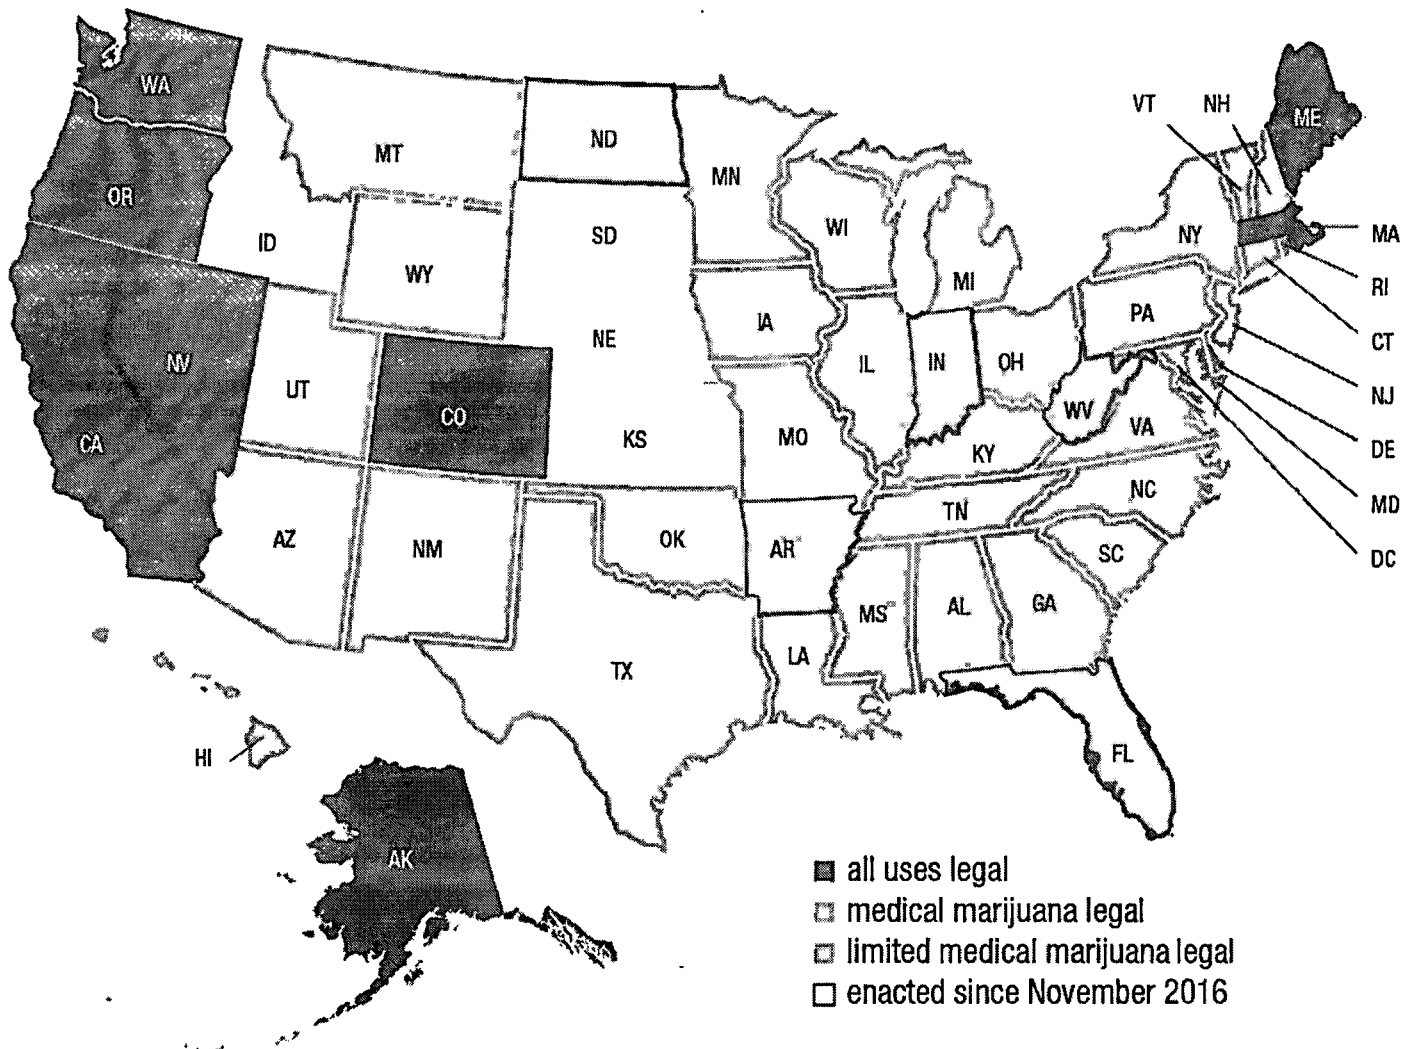 WA
VT NH
ME
MT
ND
MN
OR
WI
NY
MA
ID
SD
WY
MI
RI
PA
IA
NE
CT
NV
IL
IN
OH
UT
NJ
CO
WV
CA
KS
MO
VA
DE
KY
NC
MD
TN
AZ
NM
OK
AR
SC
DC
MS
AL
GA
LA
TX
HI
FL
AK
all uses legal
medical marijuana legal
limited medical marijuana legal
enacted since November 2016